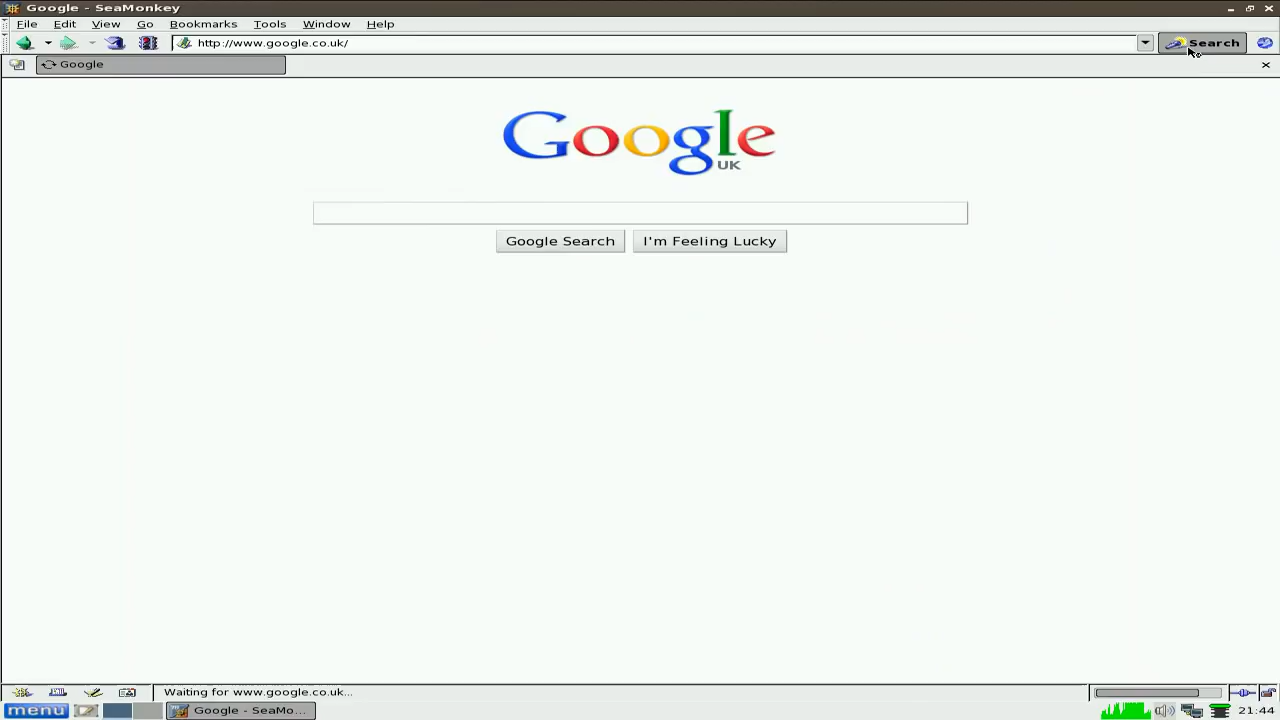 Google - SeaMonkey
File Edit View Go Bookmarks Tools Window Help
http://www.google.co.uk/ Search
Google
Google
UK
Google Search I'm Feeling Lucky
Waiting for www.google.co.uk...
menu Google - SeaMo... 21:44